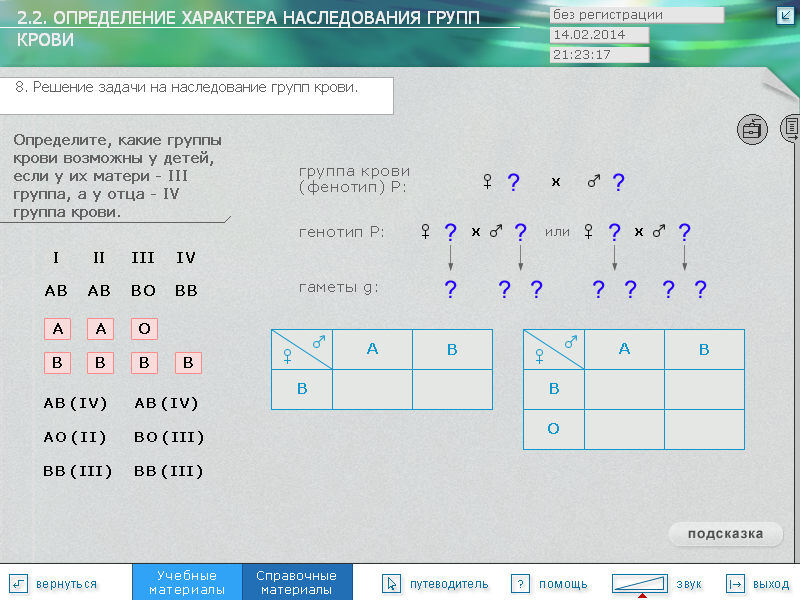 2.2. ОПРЕДЕЛЕНИЕ ХАРАКТЕРА НАСЛЕДОВАНИЯ ГРУПП
КРОВИ
без регистрации
14.02.2014
21:23:17
8. Решение задачи на наследование групп крови.
Определите, какие группы
крови возможны у детей,
если у их матери - III
группа, а у отца - IV
группа крови.
I II III IV
AB AB BO BB
A A O
B B B B
AB(IV) AB(IV)
AO(II) BO(III)
BB(III) BB(III)
группа крови
(фенотип) P: ♀ ? x ♂ ?
генотип P: ♀ ? x ♂ ? или ♀ ? x ♂ ?
гаметы g: ? ? ? ? ? ? ?
♀ ♂ A B
B
♀ ♂ A B
B
O
подсказка
вернуться
Учебные
материалы
Справочные
материалы
путеводитель
? помощь
звук
выход